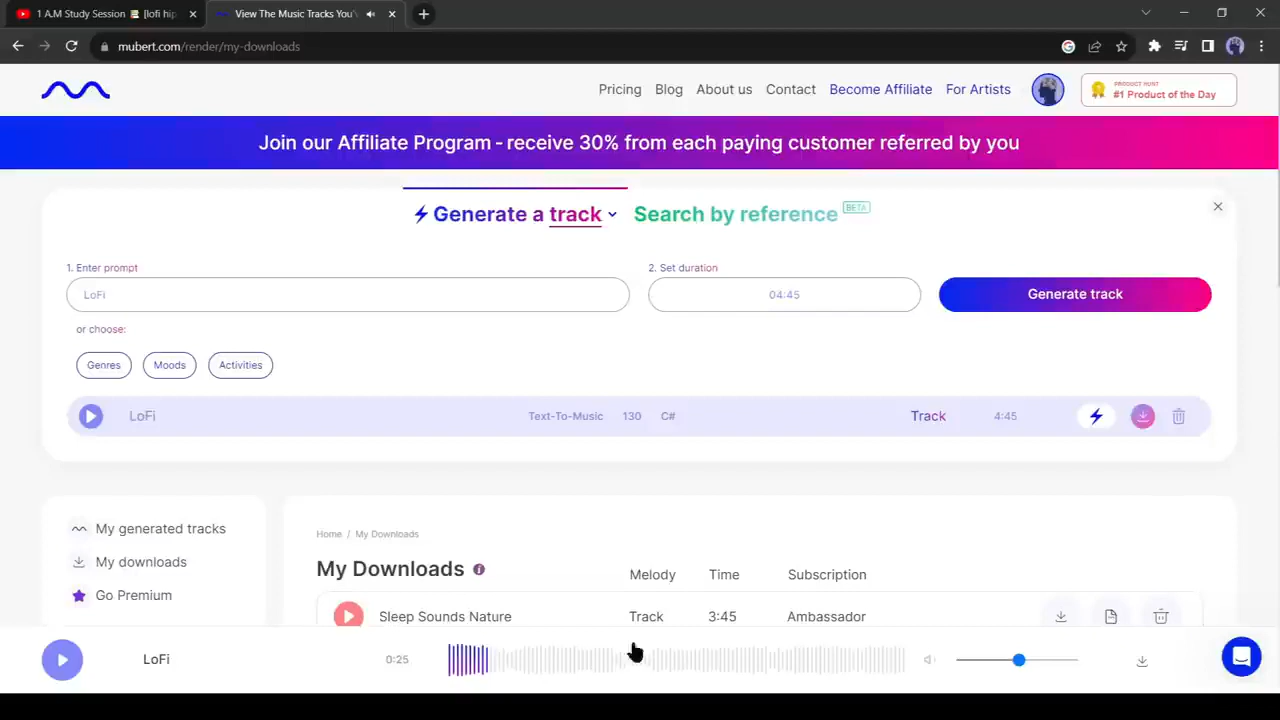 1 A.M Study Session 📚 [lofi hip
View The Music Tracks You'
mubert.com/render/my-downloads
Pricing
Blog
About us
Contact
Become Affiliate
For Artists
PRODUCT HUNT
#1 Product of the Day
Join our Affiliate Program - receive 30% from each paying customer referred by you
Generate a track
Search by reference
BETA
1. Enter prompt
2. Set duration
LoFi
04:45
Generate track
or choose:
Genres
Moods
Activities
LoFi
Text-To-Music
130
C#
Track
4:45
My generated tracks
My downloads
Go Premium
Home / My Downloads
My Downloads
Melody
Time
Subscription
Sleep Sounds Nature
Track
3:45
Ambassador
LoFi
0:25